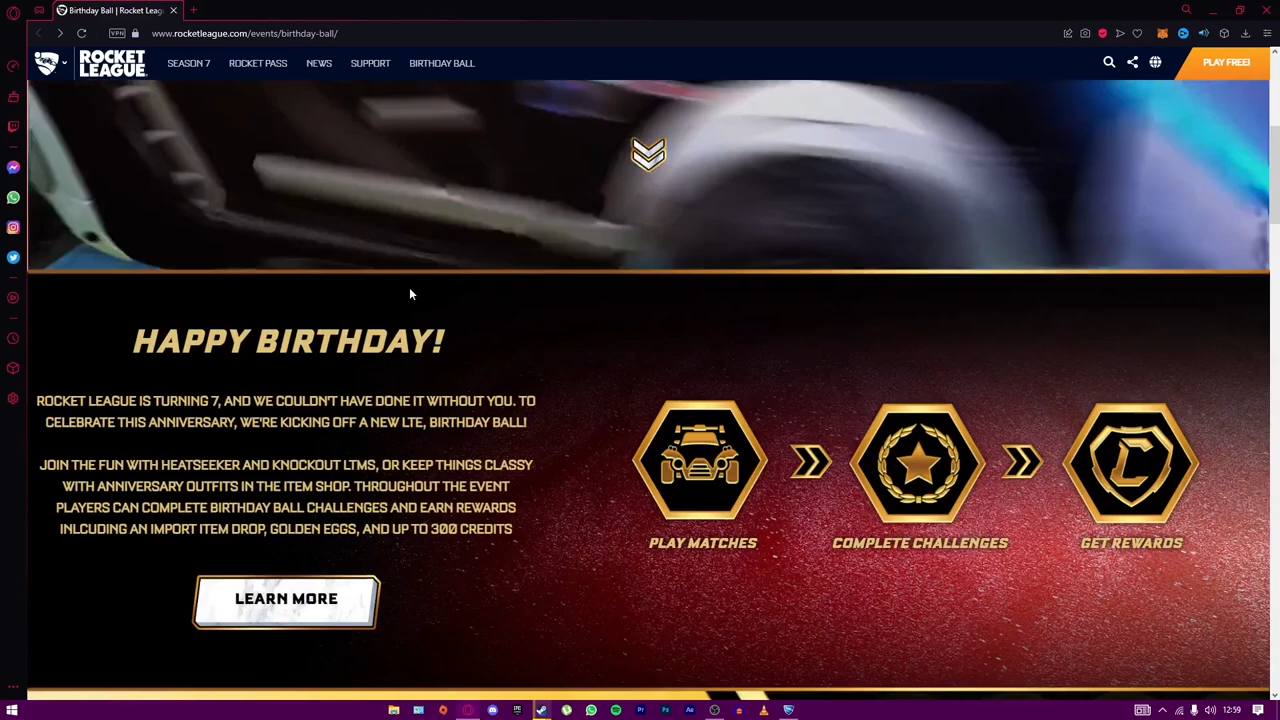 Birthday Ball | Rocket Leag
VPN
www.rocketleague.com/events/birthday-ball/
ROCKET
LEAGUE
SEASON 7
ROCKET PASS
NEWS
SUPPORT
BIRTHDAY BALL
PLAY FREE!
HAPPY BIRTHDAY!
ROCKET LEAGUE IS TURNING 7, AND WE COULDN'T HAVE DONE IT WITHOUT YOU. TO
CELEBRATE THIS ANNIVERSARY, WE'RE KICKING OFF A NEW LTE, BIRTHDAY BALL!
JOIN THE FUN WITH HEATSEEKER AND KNOCKOUT LTMS, OR KEEP THINGS CLASSY
WITH ANNIVERSARY OUTFITS IN THE ITEM SHOP. THROUGHOUT THE EVENT
PLAYERS CAN COMPLETE BIRTHDAY BALL CHALLENGES AND EARN REWARDS
INLCUDING AN IMPORT ITEM DROP, GOLDEN EGGS, AND UP TO 300 CREDITS
LEARN MORE
PLAY MATCHES
COMPLETE CHALLENGES
GET REWARDS
Pr
Ps
Ae
12:59